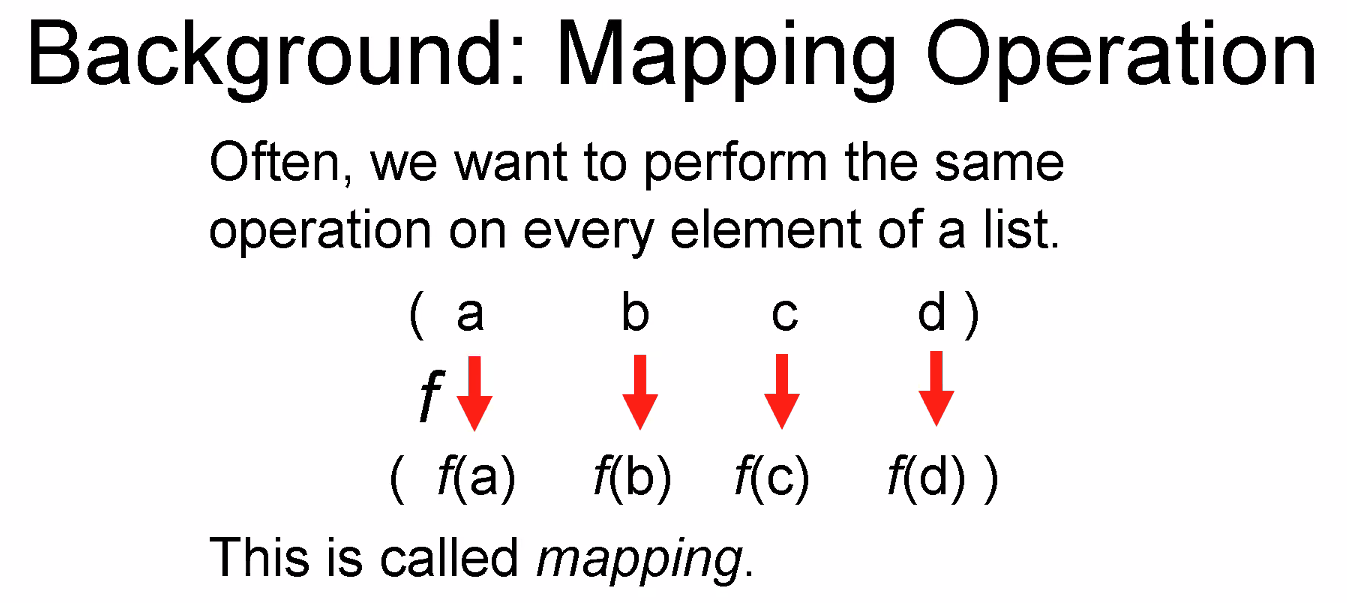 Background: Mapping Operation
Often, we want to perform the same
operation on every element of a list.
( a b c d )
f
( f(a) f(b) f(c) f(d) )
This is called mapping.